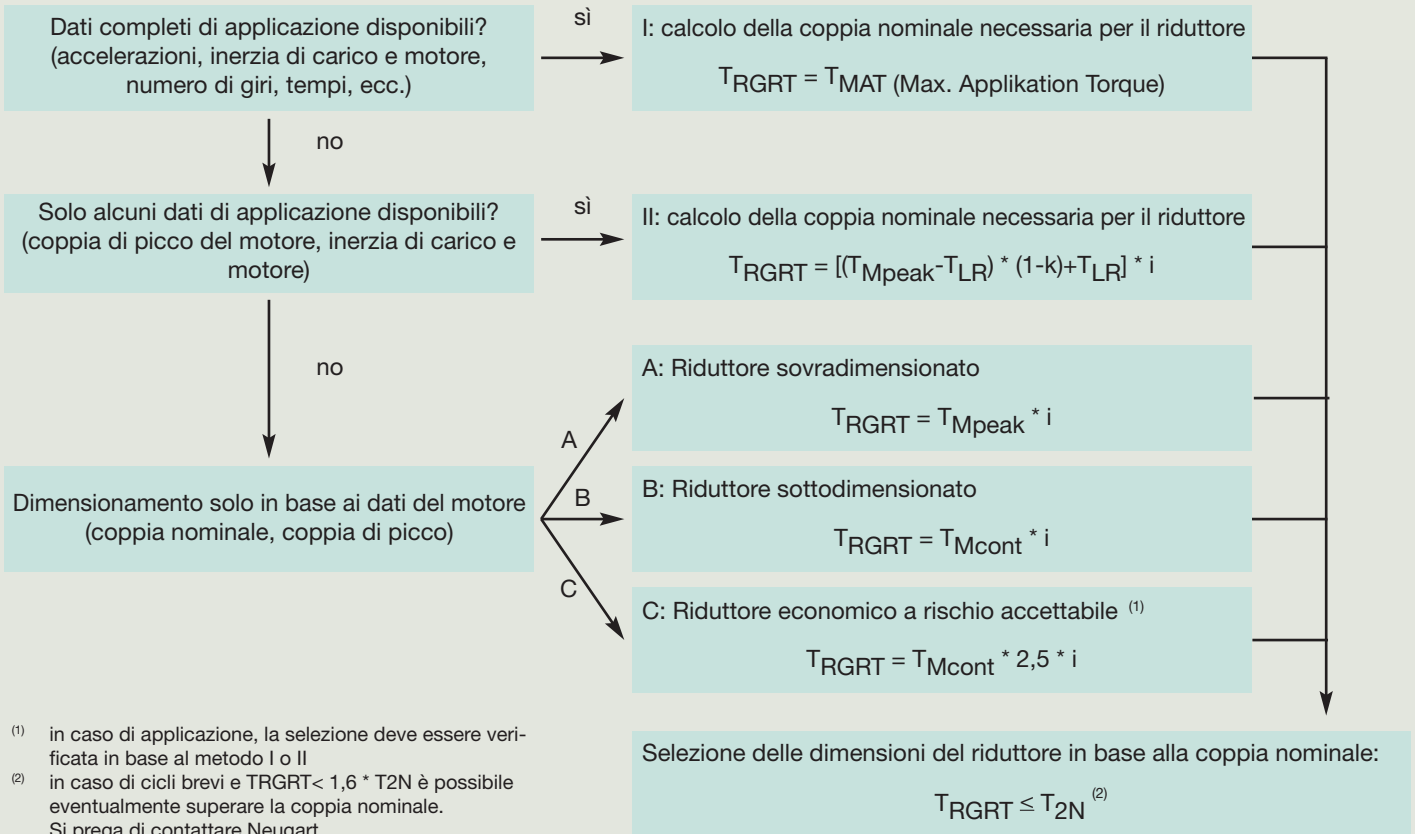 Dati completi di applicazione disponibili?
(accelerazioni, inerzia di carico e motore,
numero di giri, tempi, ecc.)
sì
I: calcolo della coppia nominale necessaria per il riduttore
TRGRT = TMAT (Max. Applikation Torque)
no
Solo alcuni dati di applicazione disponibili?
(coppia di picco del motore, inerzia di carico e
motore)
sì
II: calcolo della coppia nominale necessaria per il riduttore
TRGRT = [(TMpeak-TLR) * (1-k)+TLR] * i
no
Dimensionamento solo in base ai dati del motore
(coppia nominale, coppia di picco)
A
A: Riduttore sovradimensionato
TRGRT = TMpeak * i
B
B: Riduttore sottodimensionato
TRGRT = TMcont * i
C
C: Riduttore economico a rischio accettabile (1)
TRGRT = TMcont * 2,5 * i
(1) in caso di applicazione, la selezione deve essere veri-
ficata in base al metodo I o II
(2) in caso di cicli brevi e TRGRT< 1,6 * T2N è possibile
eventualmente superare la coppia nominale.
Si prega di contattare Neugart
Selezione delle dimensioni del riduttore in base alla coppia nominale:
TRGRT ≤ T2N (2)